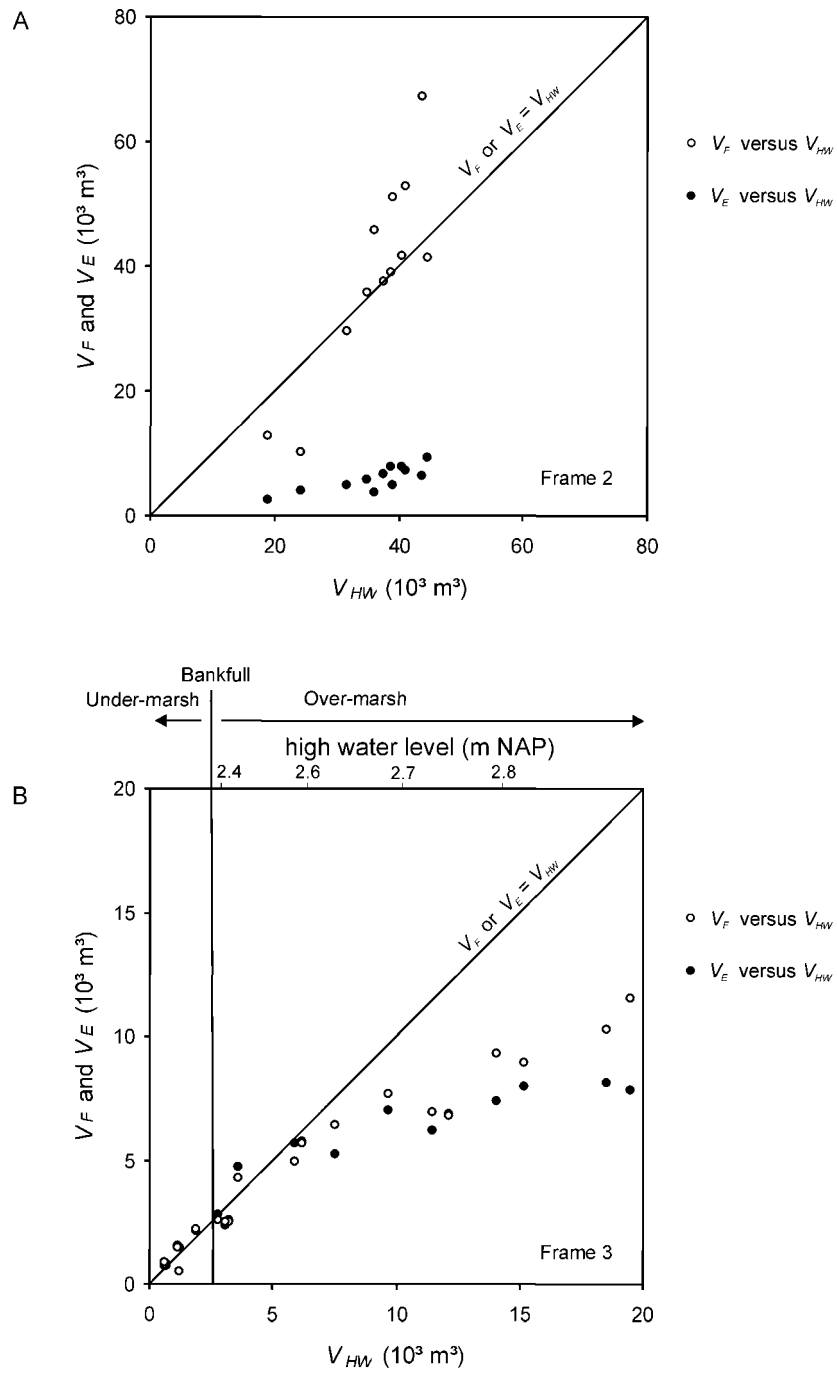 A
80
60
40
20
0
0 20 40 60 80
V_F and V_E (10³ m³)
V_F or V_E = V_HW
Frame 2
V_HW (10³ m³)
V_F versus V_HW
V_E versus V_HW
Bankfull
Under-marsh Over-marsh
high water level (m NAP)
2.4 2.6 2.7 2.8
B
20
15
10
5
0
0 5 10 15 20
V_F and V_E (10³ m³)
V_F or V_E = V_HW
Frame 3
V_HW (10³ m³)
V_F versus V_HW
V_E versus V_HW